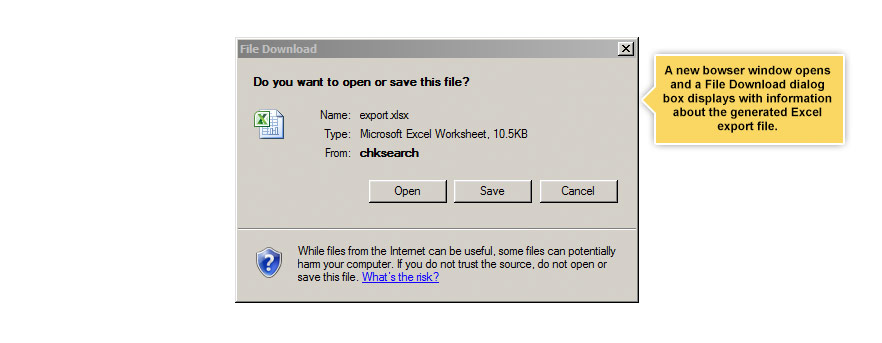 File Download
Do you want to open or save this file?
Name: export.xlsx
Type: Microsoft Excel Worksheet, 10.5KB
From: chksearch
Open Save Cancel
While files from the Internet can be useful, some files can potentially
harm your computer. If you do not trust the source, do not open or
save this file. What's the risk?
A new bowser window opens
and a File Download dialog
box displays with information
about the generated Excel
export file.